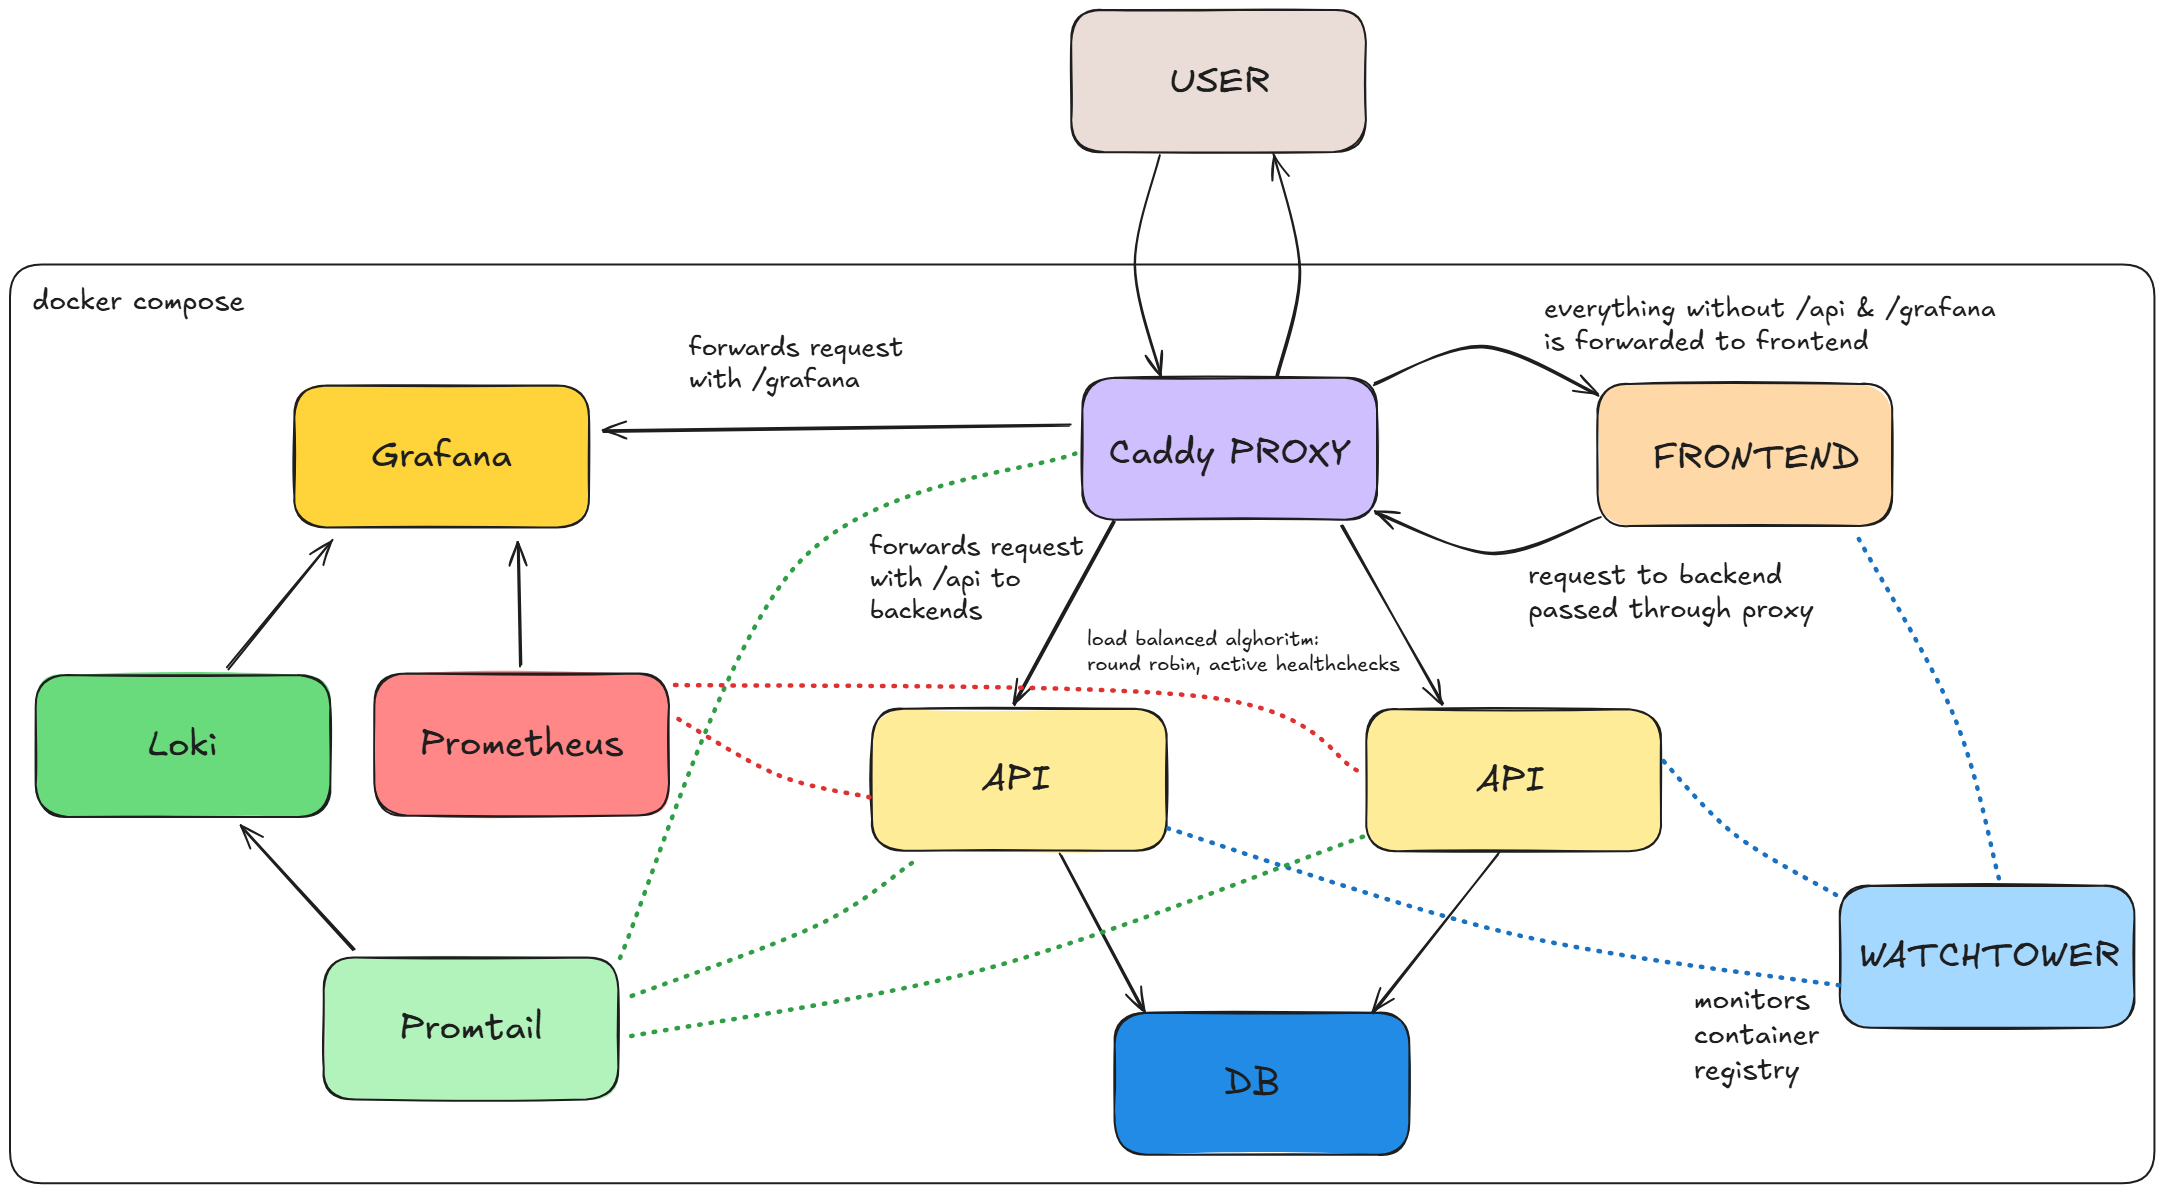 USER
docker compose
everything without /api & /grafana
is forwarded to frontend
forwards request
with /grafana
Grafana
Caddy PROXY
FRONTEND
forwards request
with /api to
backends
request to backend
passed through proxy
load balanced alghoritm:
round robin, active healthchecks
Loki
Prometheus
API
API
WATCHTOWER
monitors
container
registry
Promtail
DB